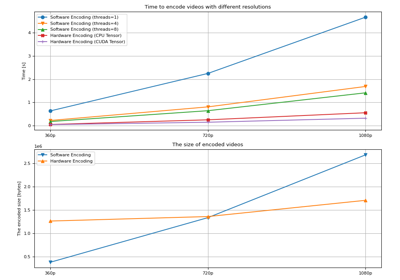 Time to encode videos with different resolutions
Software Encoding (threads=1)
Software Encoding (threads=4)
Software Encoding (threads=8)
Hardware Encoding (CPU Tensor)
Hardware Encoding (CUDA Tensor)
Time [s]
4
3
2
1
0
360p
720p
1080p
The size of encoded videos
1e6
Software Encoding
Hardware Encoding
The encoded size [bytes]
2.5
2.0
1.5
1.0
0.5
360p
720p
1080p